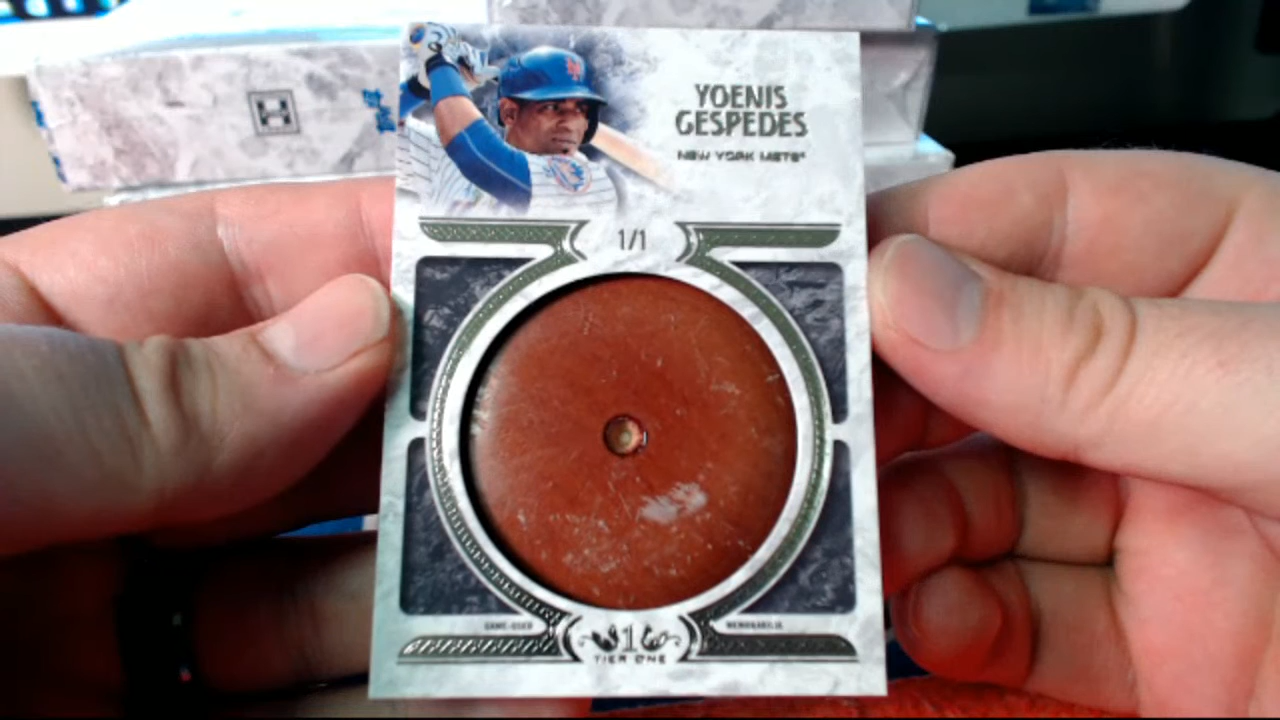 YOENIS
CESPEDES
NEW YORK METS®
1/1
GAME-USED MEMORABILIA
1
TIER ONE